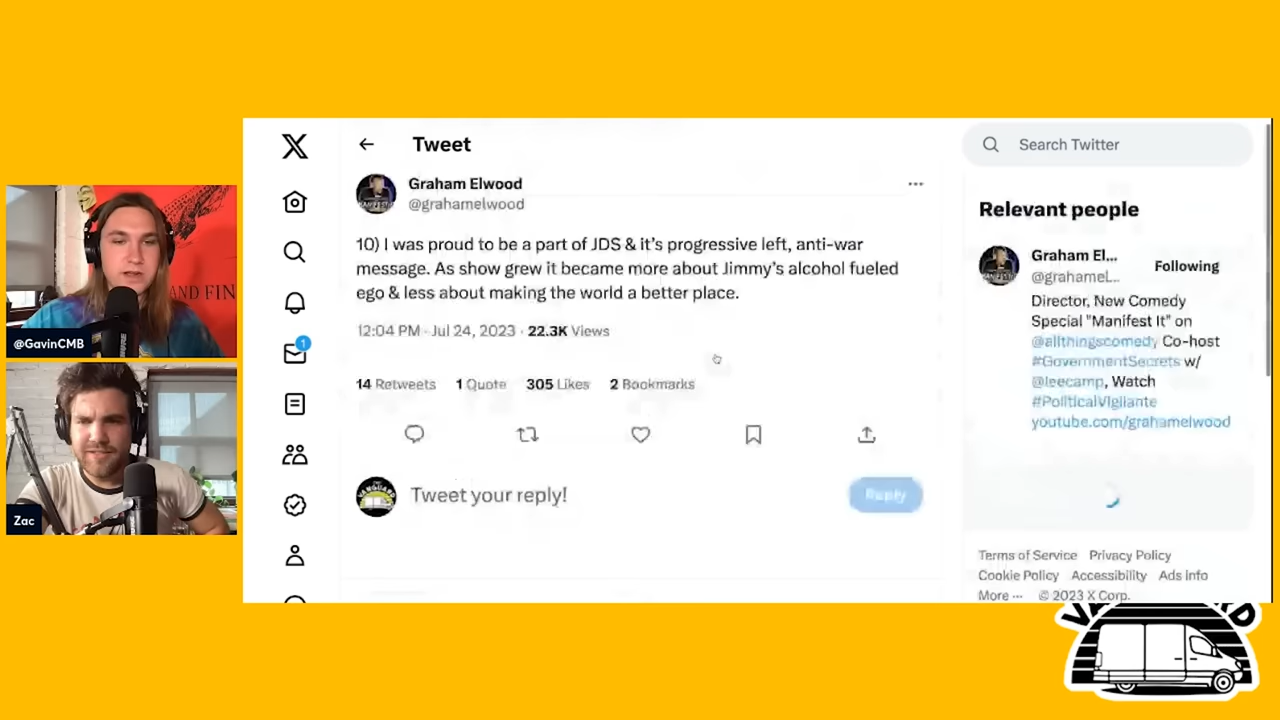 Tweet
Search Twitter
Graham Elwood
@grahamelwood
10) I was proud to be a part of JDS & it's progressive left, anti-war
message. As show grew it became more about Jimmy's alcohol fueled
ego & less about making the world a better place.
12:04 PM · Jul 24, 2023 · 22.3K Views
14 Retweets 1 Quote 305 Likes 2 Bookmarks
Tweet your reply!
Reply
Relevant people
Graham El...
@grahamel...
Following
Director, New Comedy
Special "Manifest It" on
@allthingscomedy Co-host
#GovernmentSecrets w/
@leecamp, Watch
#PoliticalVigilante
youtube.com/grahamelwood
Terms of Service Privacy Policy
Cookie Policy Accessibility Ads info
More ··· © 2023 X Corp.
1
AND FIN
@GavinCMB
Zac